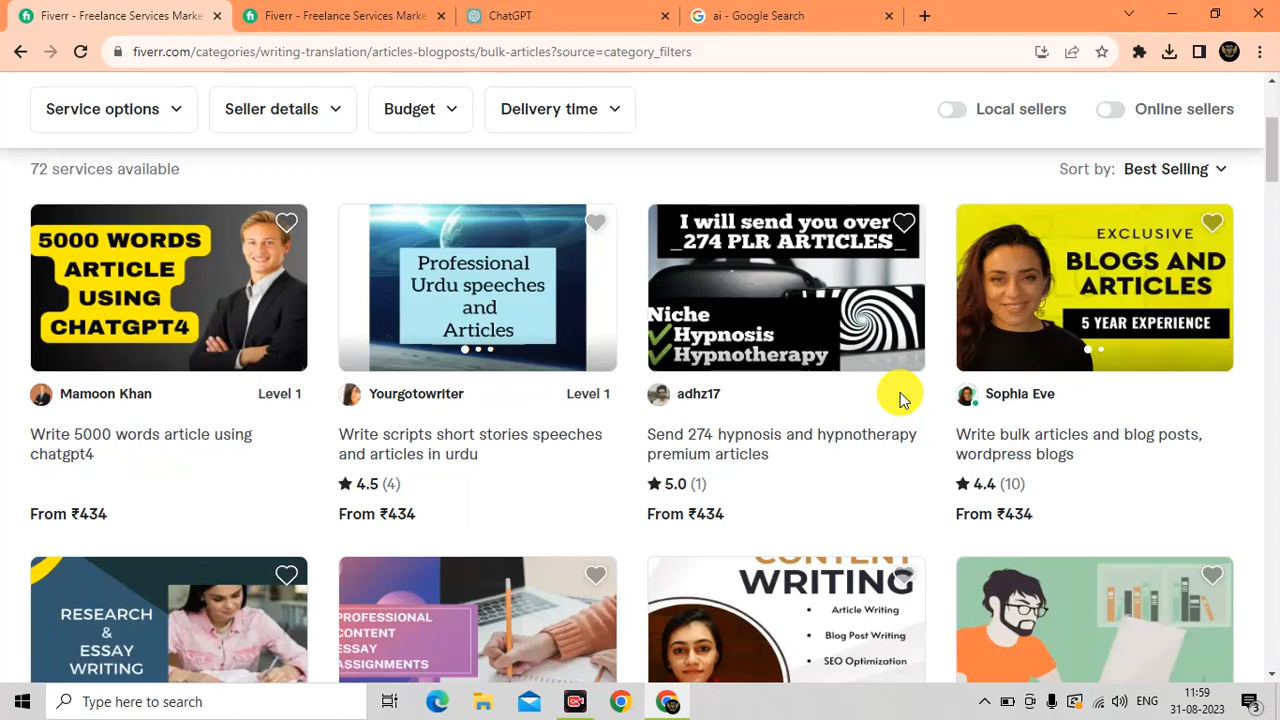 Fiverr - Freelance Services Marke
Fiverr - Freelance Services Marke
ChatGPT
ai - Google Search
fiverr.com/categories/writing-translation/articles-blogposts/bulk-articles?source=category_filters
Service options
Seller details
Budget
Delivery time
Local sellers
Online sellers
72 services available
Sort by: Best Selling
5000 WORDS
ARTICLE
USING
CHATGPT4
Professional
Urdu speeches
and
Articles
I will send you over
_274 PLR ARTICLES_
Niche
Hypnosis
Hypnotherapy
EXCLUSIVE
BLOGS AND
ARTICLES
5 YEAR EXPERIENCE
Mamoon Khan
Level 1
Yourgotowriter
Level 1
adhz17
Sophia Eve
Write 5000 words article using
chatgpt4
Write scripts short stories speeches
and articles in urdu
Send 274 hypnosis and hypnotherapy
premium articles
Write bulk articles and blog posts,
wordpress blogs
4.5 (4)
5.0 (1)
4.4 (10)
From ₹434
From ₹434
From ₹434
From ₹434
RESEARCH
&
ESSAY
WRITING
PROFESSIONAL
CONTENT
ESSAY
ASSIGNMENTS
CONTENT
WRITING
• Article Writing
• Blog Post Writing
• SEO Optimization
Type here to search
ENG
11:59
31-08-2023
3